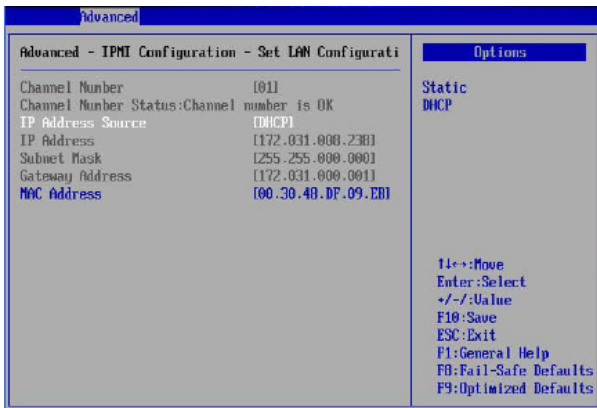 Advanced
Advanced - IPMI Configuration - Set LAN Configurati
Channel Number [01]
Channel Number Status:Channel number is OK
IP Address Source [DHCP]
IP Address [172.031.008.238]
Subnet Mask [255.255.000.000]
Gateway Address [172.031.000.001]
MAC Address [00.30.48.DF.09.EB]
Options
Static
DHCP
↑↓←→:Move
Enter:Select
+/-/:Value
F10:Save
ESC:Exit
F1:General Help
F8:Fail-Safe Defaults
F9:Optimized Defaults